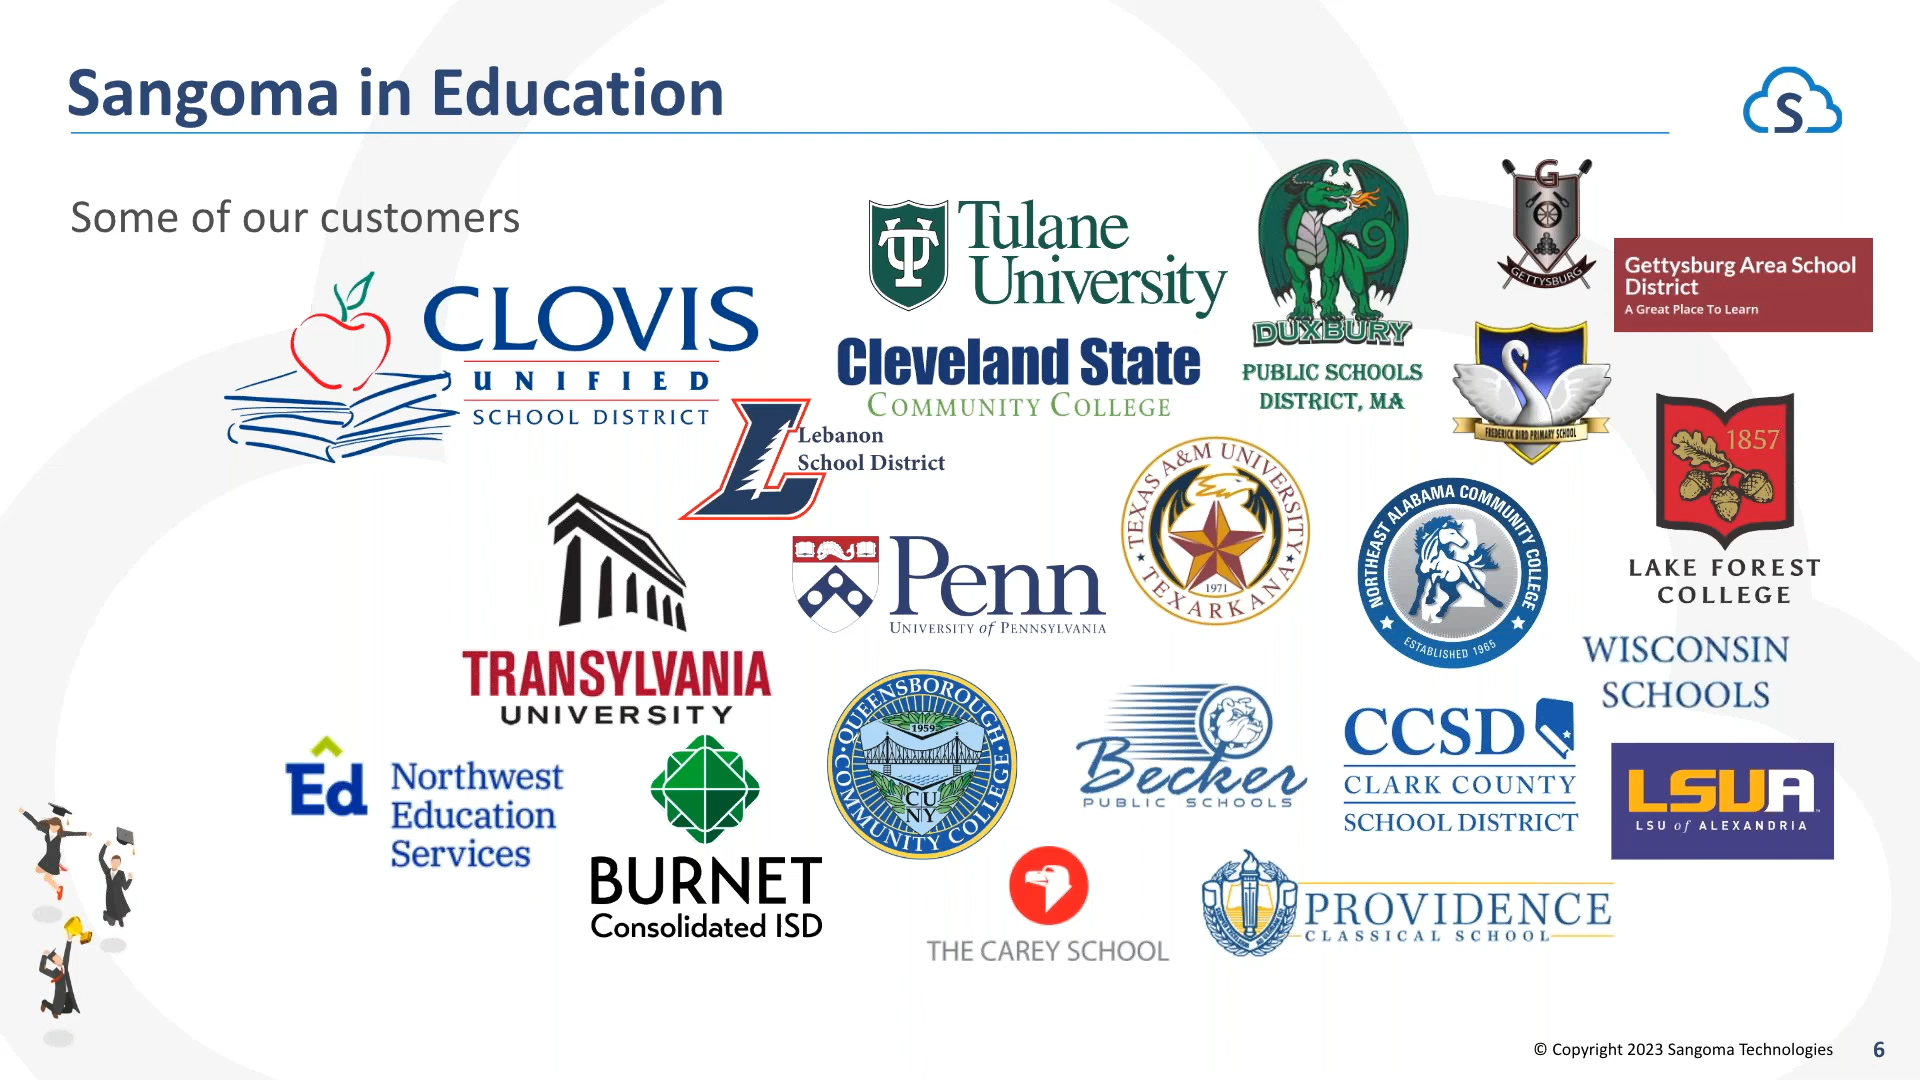 Sangoma in Education
S
Some of our customers
CLOVIS
UNIFIED
SCHOOL DISTRICT
Tulane
University
DUXBURY
PUBLIC SCHOOLS
DISTRICT, MA
G
GETTYSBURG
Gettysburg Area School
District
A Great Place To Learn
Cleveland State
COMMUNITY COLLEGE
FREDERICK BIRD PRIMARY SCHOOL
L
Lebanon
School District
1857
LAKE FOREST
COLLEGE
TRANSYLVANIA
UNIVERSITY
Penn
UNIVERSITY of PENNSYLVANIA
TEXAS A&M UNIVERSITY
1971
TEXARKANA
NORTHEAST ALABAMA COMMUNITY COLLEGE
ESTABLISHED 1965
WISCONSIN
SCHOOLS
Ed
Northwest
Education
Services
BURNET
Consolidated ISD
QUEENSBOROUGH
1959
CU
NY
COMMUNITY COLLEGE
Becker
PUBLIC SCHOOLS
CCSD
CLARK COUNTY
SCHOOL DISTRICT
LSUA
LSU of ALEXANDRIA
THE CAREY SCHOOL
PROVIDENCE
CLASSICAL SCHOOL
© Copyright 2023 Sangoma Technologies
6